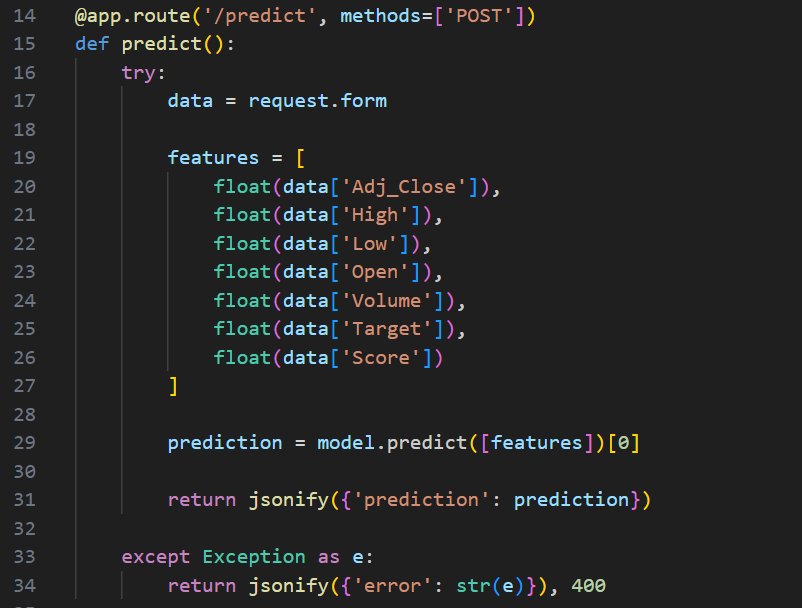 14 @app.route('/predict', methods=['POST'])
15 def predict():
16     try:
17         data = request.form
18
19         features = [
20             float(data['Adj_Close']),
21             float(data['High']),
22             float(data['Low']),
23             float(data['Open']),
24             float(data['Volume']),
25             float(data['Target']),
26             float(data['Score'])
27         ]
28
29         prediction = model.predict([features])[0]
30
31         return jsonify({'prediction': prediction})
32
33     except Exception as e:
34         return jsonify({'error': str(e)}), 400